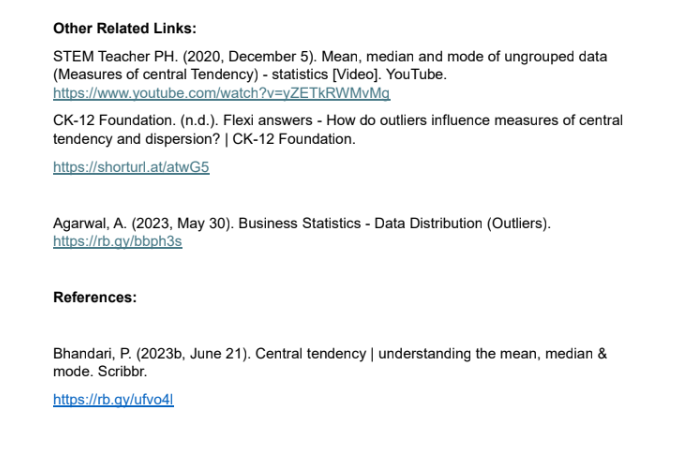 Other Related Links:
STEM Teacher PH. (2020, December 5). Mean, median and mode of ungrouped data
(Measures of central Tendency) - statistics [Video]. YouTube.
https://www.youtube.com/watch?v=yZETkRWMvMg
CK-12 Foundation. (n.d.). Flexi answers - How do outliers influence measures of central
tendency and dispersion? | CK-12 Foundation.
https://shorturl.at/atwG5
Agarwal, A. (2023, May 30). Business Statistics - Data Distribution (Outliers).
https://rb.gy/bbph3s
References:
Bhandari, P. (2023b, June 21). Central tendency | understanding the mean, median &
mode. Scribbr.
https://rb.gy/ufvo4l